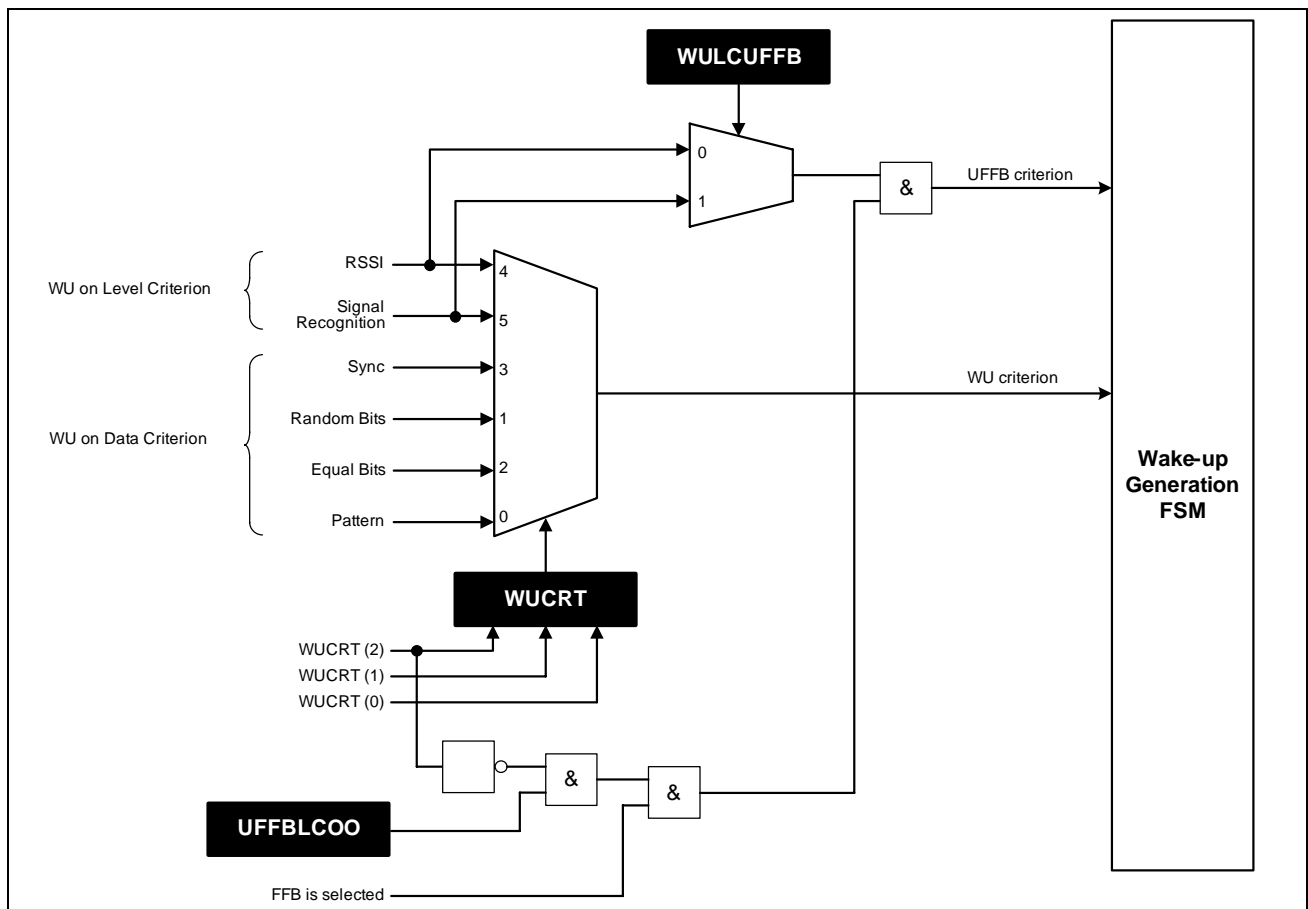 WULCUFFB
0
1
&
UFFB criterion
WU on Level Criterion
RSSI
4
Signal
Recognition
5
Sync
3
WU criterion
WU on Data Criterion
Random Bits
1
Equal Bits
2
Pattern
0
Wake-up
Generation
FSM
WUCRT
WUCRT (2)
WUCRT (1)
WUCRT (0)
&
&
UFFBLCOO
FFB is selected